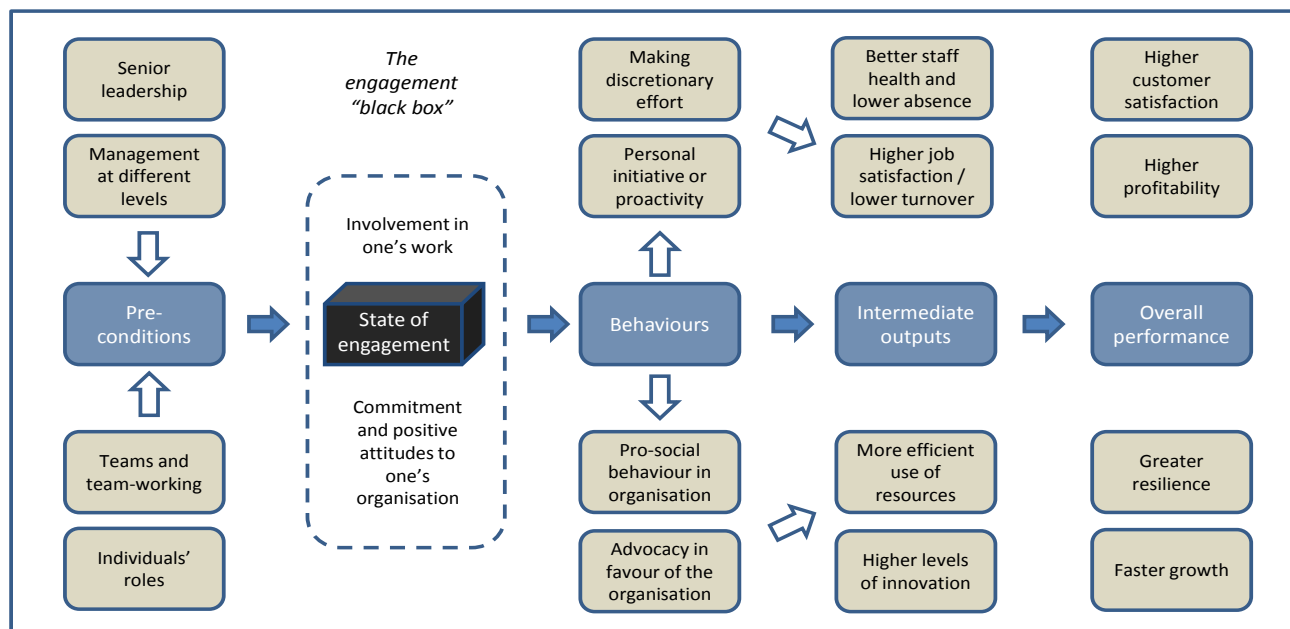 Senior
leadership
Management
at different
levels
Pre-
conditions
Teams and
team-working
Individuals’
roles
The
engagement
“black box”
Involvement in
one’s work
State of
engagement
Commitment
and positive
attitudes to
one’s
organisation
Making
discretionary
effort
Personal
initiative or
proactivity
Behaviours
Pro-social
behaviour in
organisation
Advocacy in
favour of the
organisation
Better staff
health and
lower absence
Higher job
satisfaction /
lower turnover
Intermediate
outputs
More efficient
use of
resources
Higher levels
of innovation
Higher
customer
satisfaction
Higher
profitability
Overall
performance
Greater
resilience
Faster growth